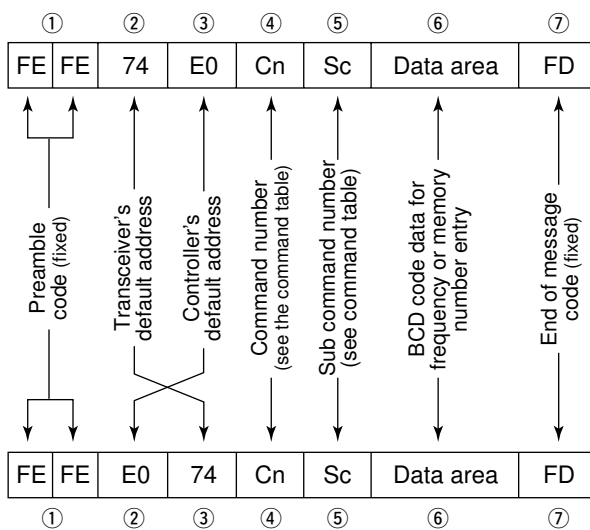 ① ② ③ ④ ⑤ ⑥ ⑦
FE FE 74 E0 Cn Sc Data area FD
Preamble
code (fixed)
Transceiver's
default address
Controller's
default address
Command number
(see the command table)
Sub command number
(see command table)
BCD code data for
frequency or memory
number entry
End of message
code (fixed)
FE FE E0 74 Cn Sc Data area FD
① ② ③ ④ ⑤ ⑥ ⑦